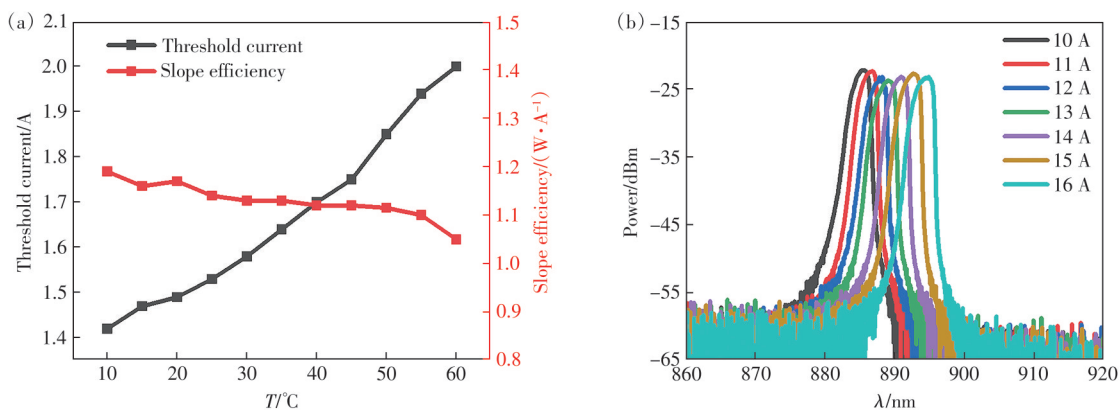 (a)
2.1
2.0
1.9
1.8
1.7
1.6
1.5
1.4
Threshold current/A
Threshold current
Slope efficiency
10
20
30
40
50
60
T/℃
1.5
1.4
1.3
1.2
1.1
1.0
0.9
0.8
Slope efficiency/(W·A⁻¹)
(b)
-15
-25
-35
-45
-55
-65
Power/dBm
10 A
11 A
12 A
13 A
14 A
15 A
16 A
860
870
880
890
900
910
920
λ/nm